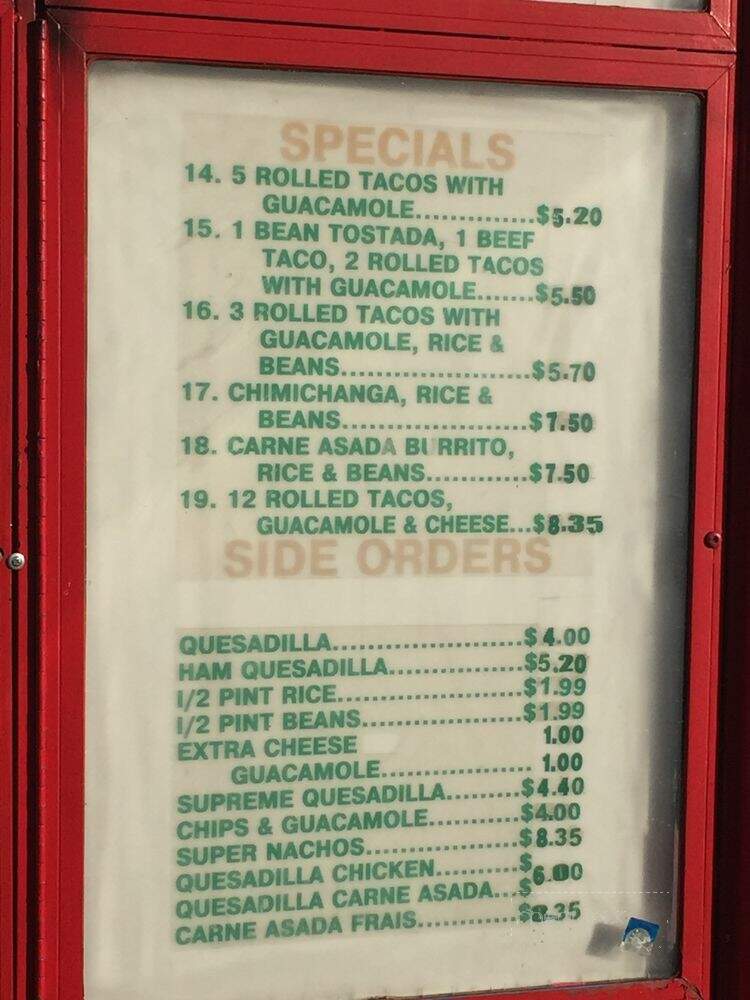 SPECIALS
14. 5 ROLLED TACOS WITH
GUACAMOLE..............$5.20
15. 1 BEAN TOSTADA, 1 BEEF
TACO, 2 ROLLED TACOS
WITH GUACAMOLE.......$5.50
16. 3 ROLLED TACOS WITH
GUACAMOLE, RICE &
BEANS......................$5.70
17. CHIMICHANGA, RICE &
BEANS......................$7.50
18. CARNE ASADA BURRITO,
RICE & BEANS............$7.50
19. 12 ROLLED TACOS,
GUACAMOLE & CHEESE...$8.35
SIDE ORDERS
QUESADILLA......................$4.00
HAM QUESADILLA................$5.20
1/2 PINT RICE......................$1.99
1/2 PINT BEANS...................$1.99
EXTRA CHEESE 1.00
GUACAMOLE.................. 1.00
SUPREME QUESADILLA.........$4.40
CHIPS & GUACAMOLE...........$4.00
SUPER NACHOS..................$8.35
QUESADILLA CHICKEN..........$
QUESADILLA CARNE ASADA...$6.00
CARNE ASADA FRAIS............$8.35